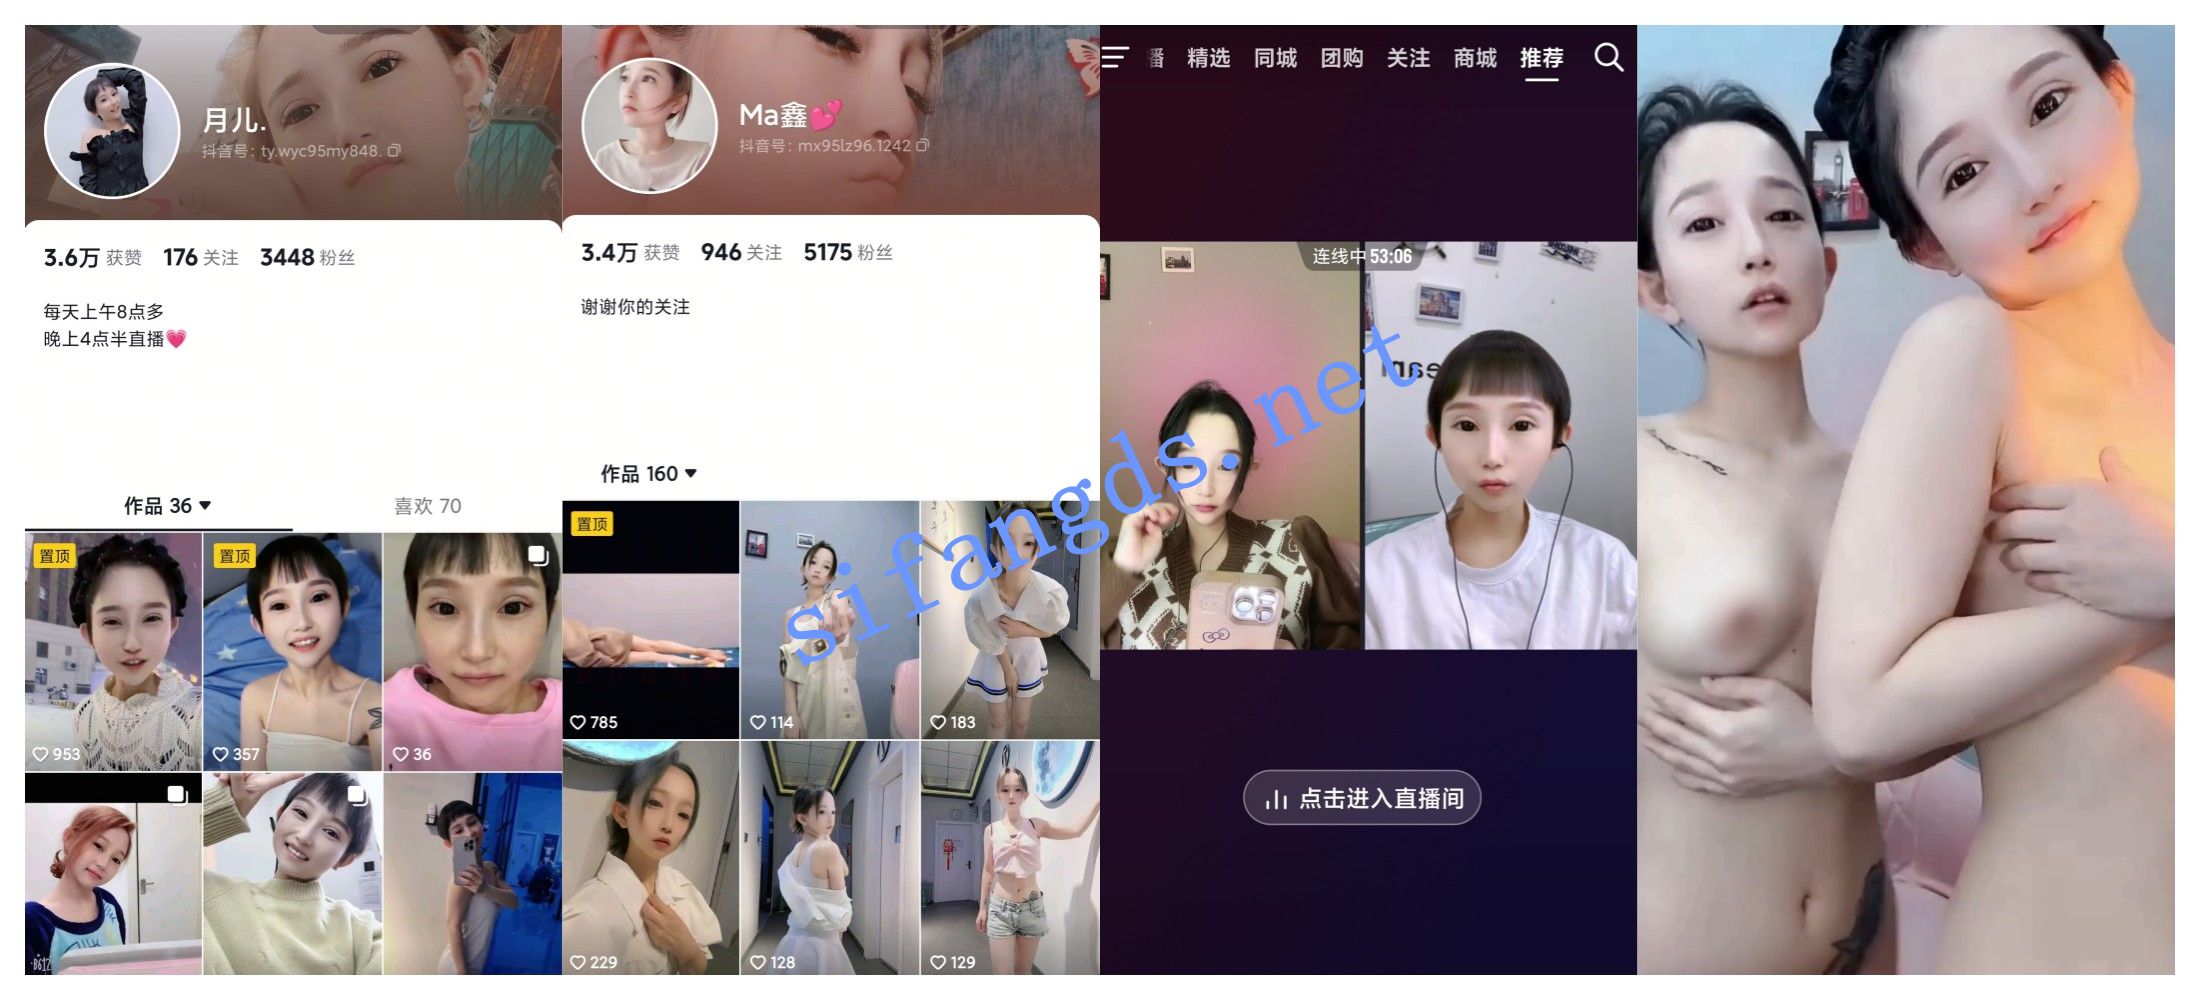 月儿.
抖音号：ty.wyc95my848.
3.6万 获赞 176 关注 3448 粉丝
每天上午8点多
晚上4点半直播💗
作品 36 喜欢 70
置顶
置顶
953
357
36
B612
Ma鑫💕
抖音号：mx95lz96.1242
3.4万 获赞 946 关注 5175 粉丝
谢谢你的关注
作品 160
置顶
785
114
183
229
128
129
播 精选 同城 团购 关注 商城 推荐
连线中 53:06
点击进入直播间
sifangds.net